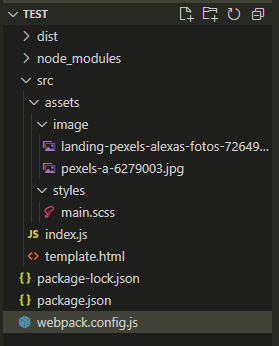 TEST
dist
node_modules
src
assets
image
landing-pexels-alexas-fotos-72649...
pexels-a-6279003.jpg
styles
main.scss
JS index.js
<> template.html
{} package-lock.json
{} package.json
webpack.config.js